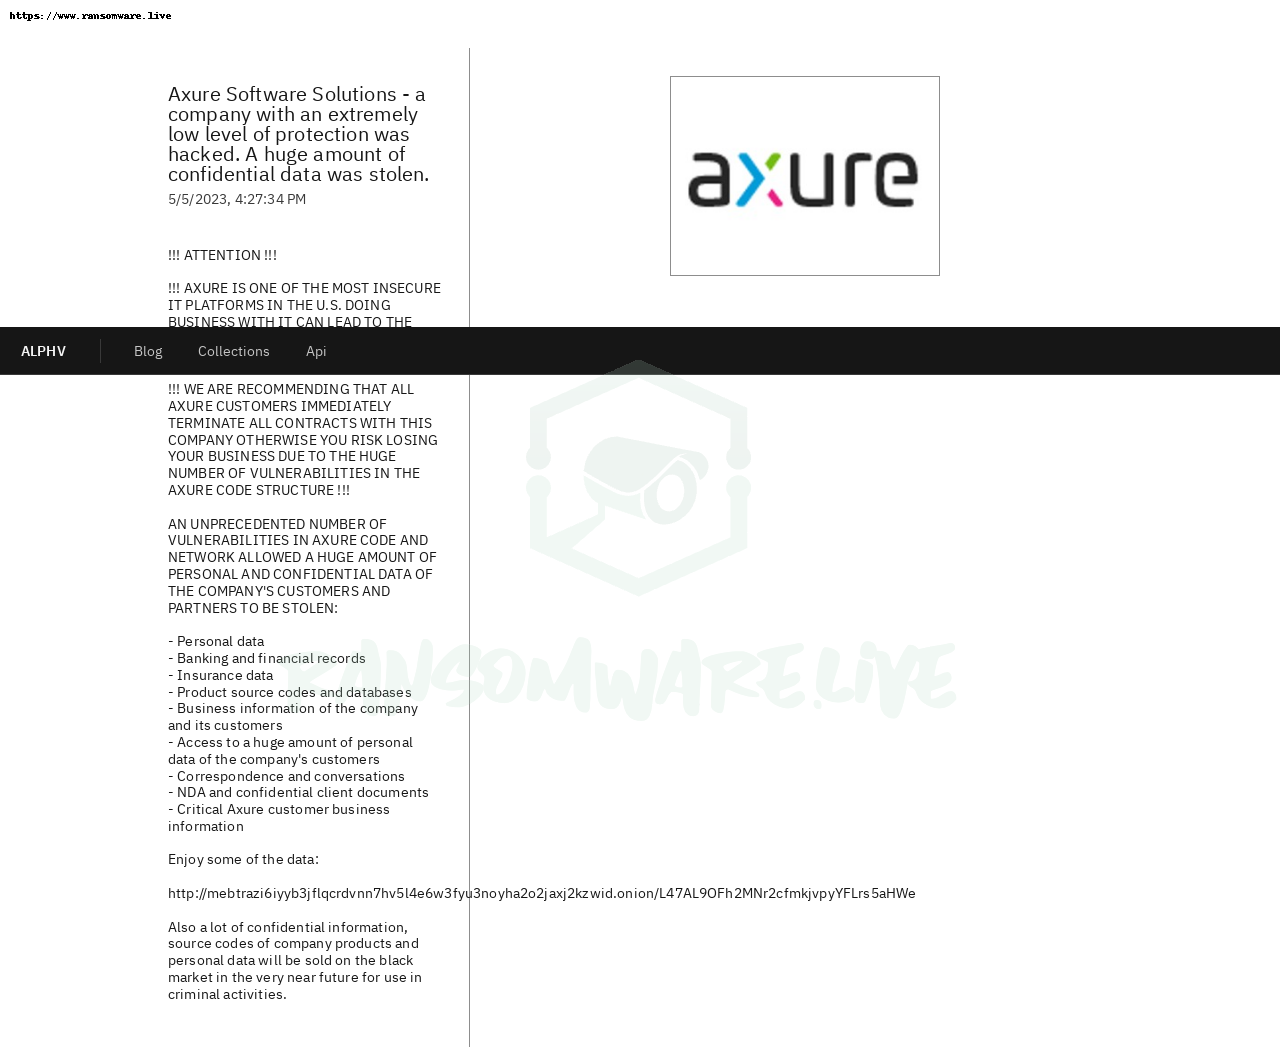 https://www.ransomware.live
Axure Software Solutions - a
company with an extremely
low level of protection was
hacked. A huge amount of
confidential data was stolen.
5/5/2023, 4:27:34 PM
axure
!!! ATTENTION !!!
!!! AXURE IS ONE OF THE MOST INSECURE
IT PLATFORMS IN THE U.S. DOING
BUSINESS WITH IT CAN LEAD TO THE
ALPHV Blog Collections Api
!!! WE ARE RECOMMENDING THAT ALL
AXURE CUSTOMERS IMMEDIATELY
TERMINATE ALL CONTRACTS WITH THIS
COMPANY OTHERWISE YOU RISK LOSING
YOUR BUSINESS DUE TO THE HUGE
NUMBER OF VULNERABILITIES IN THE
AXURE CODE STRUCTURE !!!
AN UNPRECEDENTED NUMBER OF
VULNERABILITIES IN AXURE CODE AND
NETWORK ALLOWED A HUGE AMOUNT OF
PERSONAL AND CONFIDENTIAL DATA OF
THE COMPANY'S CUSTOMERS AND
PARTNERS TO BE STOLEN:
- Personal data
- Banking and financial records
- Insurance data
- Product source codes and databases
- Business information of the company
and its customers
- Access to a huge amount of personal
data of the company's customers
- Correspondence and conversations
- NDA and confidential client documents
- Critical Axure customer business
information
RANSOMWARE.LIVE
Enjoy some of the data:
http://mebtrazi6iyyb3jflqcrdvnn7hv5l4e6w3fyu3noyha2o2jaxj2kzwid.onion/L47AL9OFh2MNr2cfmkjvpyYFLrs5aHWe
Also a lot of confidential information,
source codes of company products and
personal data will be sold on the black
market in the very near future for use in
criminal activities.